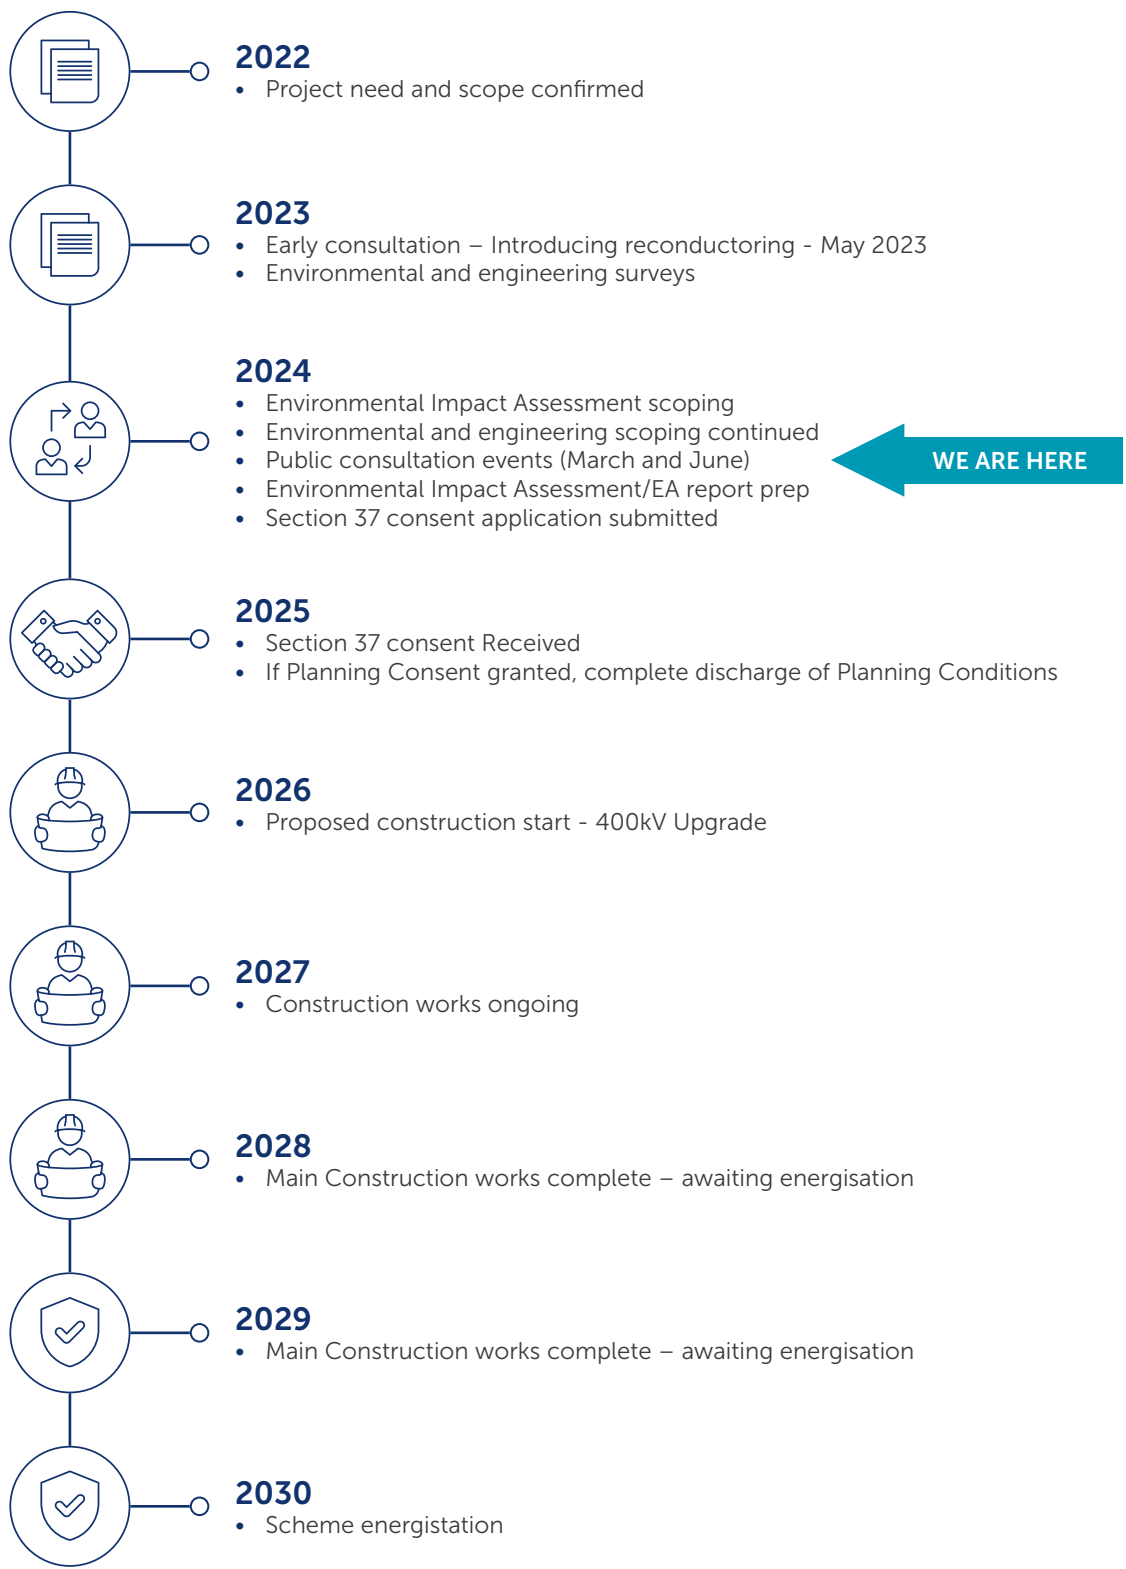 2022
• Project need and scope confirmed
2023
• Early consultation – Introducing reconductoring - May 2023
• Environmental and engineering surveys
2024
• Environmental Impact Assessment scoping
• Environmental and engineering scoping continued
• Public consultation events (March and June)
• Environmental Impact Assessment/EA report prep
• Section 37 consent application submitted
WE ARE HERE
2025
• Section 37 consent Received
• If Planning Consent granted, complete discharge of Planning Conditions
2026
• Proposed construction start - 400kV Upgrade
2027
• Construction works ongoing
2028
• Main Construction works complete – awaiting energisation
2029
• Main Construction works complete – awaiting energisation
2030
• Scheme energistation